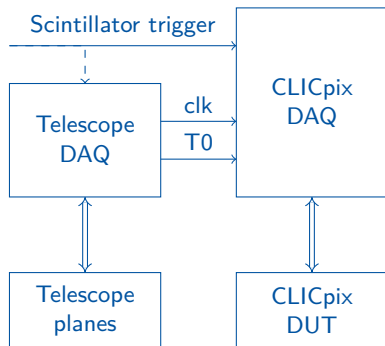 Scintillator trigger
Telescope
DAQ
clk
T0
CLICpix
DAQ
Telescope
planes
CLICpix
DUT